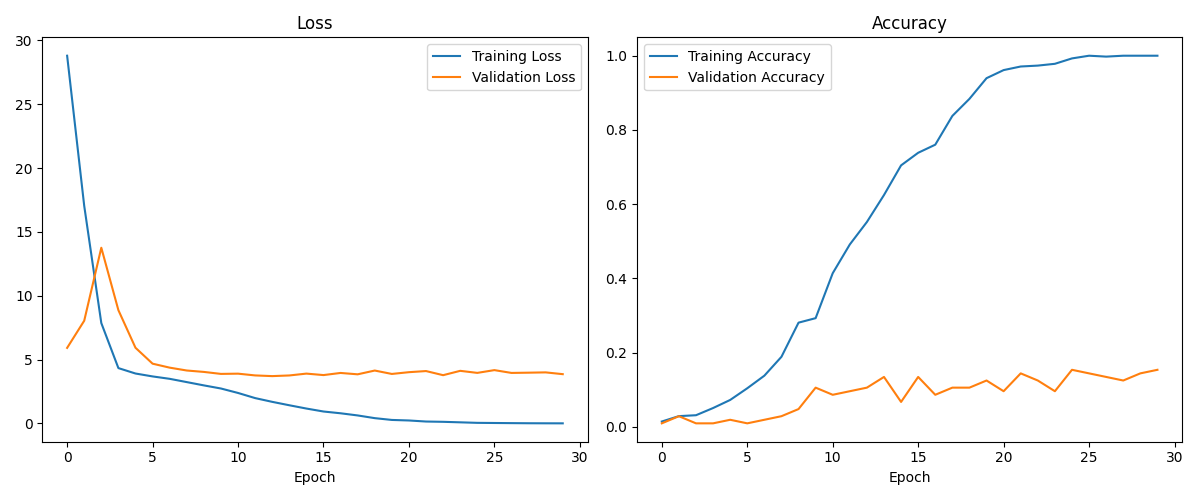 Loss
30
25
20
15
10
5
0
0 5 10 15 20 25 30
Epoch
Training Loss
Validation Loss
Accuracy
1.0
0.8
0.6
0.4
0.2
0.0
0 5 10 15 20 25 30
Epoch
Training Accuracy
Validation Accuracy